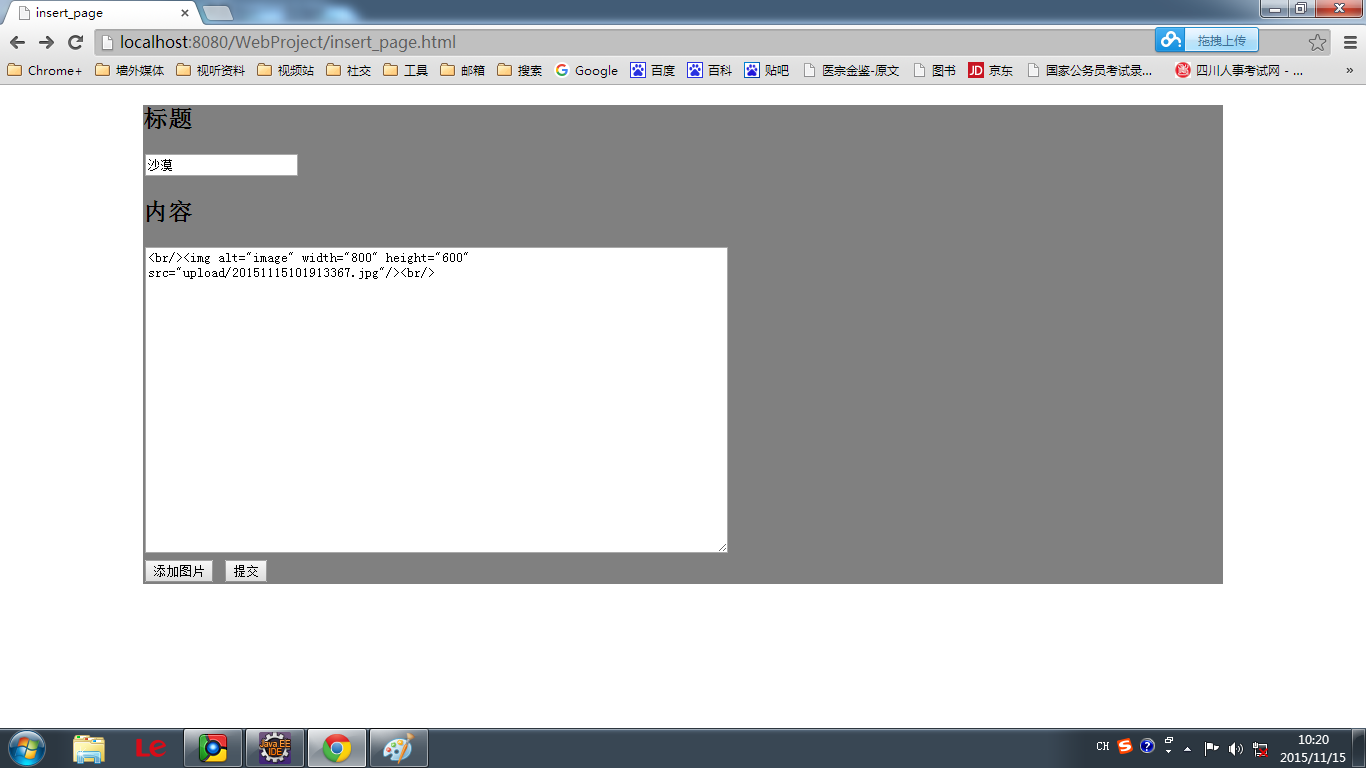 insert_page
localhost:8080/WebProject/insert_page.html
拖拽上传
Chrome+ 墙外媒体 视听资料 视频站 社交 工具 邮箱 搜索 Google 百度 百科 贴吧 医宗金鉴-原文 图书 JD 京东 国家公务员考试录... 四川人事考试网 - ... »
标题
沙漠
内容
<br/><img alt="image" width="800" height="600"
src="upload/20151115101913367.jpg"/><br/>
添加图片 提交
Le
Java EE
IDE
CH
10:20
2015/11/15